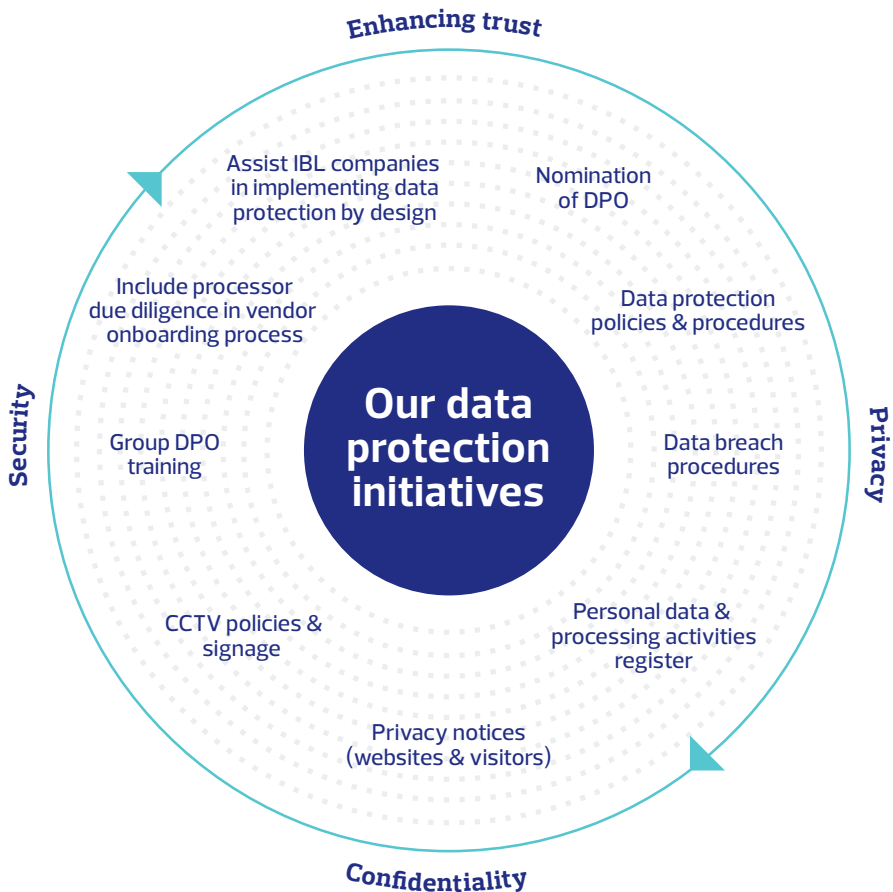 Enhancing trust
Assist IBL companies
in implementing data
protection by design
Nomination
of DPO
Include processor
due diligence in vendor
onboarding process
Data protection
policies & procedures
Security
Group DPO
training
Our data
protection
initiatives
Data breach
procedures
Privacy
CCTV policies &
signage
Personal data &
processing activities
register
Privacy notices
(websites & visitors)
Confidentiality